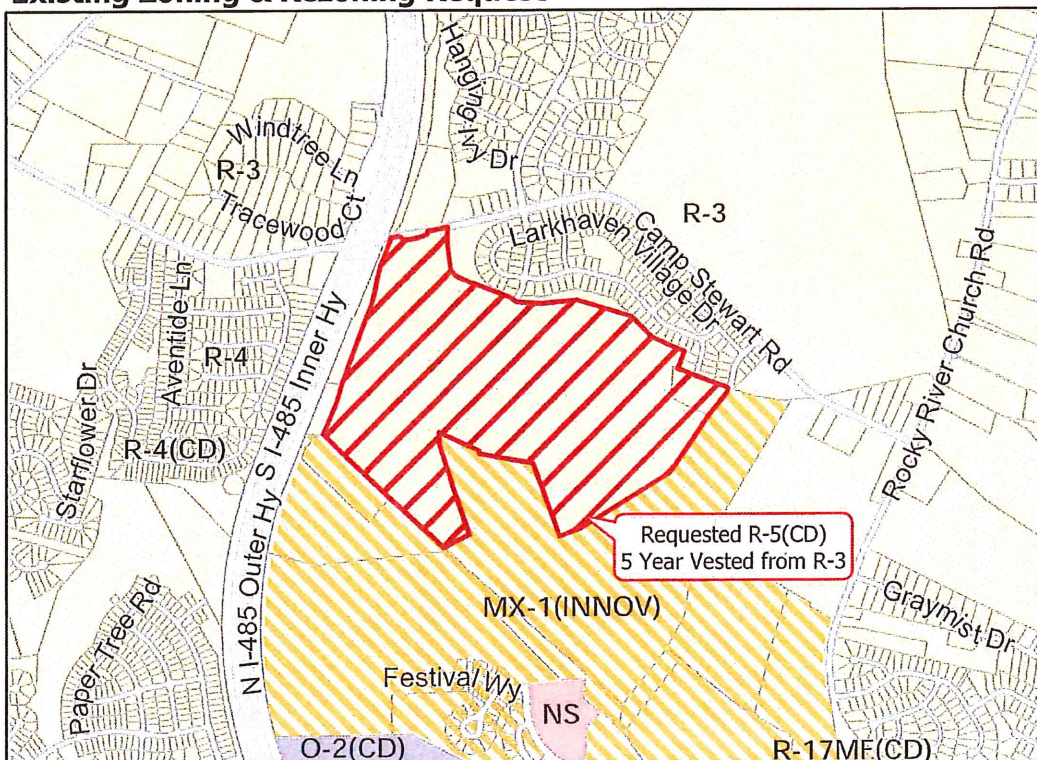 Existing Zoning & Rezoning Request
Hanging Ivy Dr
Windtree Ln
R-3
Tracewood Ct
R-3
Larkhaven Village Dr
Camp Stewart Rd
Rocky River Church Rd
Aventide Ln
R-4
Starflower Dr
R-4(CD)
N I-485 Outer Hy S I-485 Inner Hy
Requested R-5(CD)
5 Year Vested from R-3
MX-1(INNOV)
Graymist Dr
Paper Tree Rd
Festival Wy
NS
O-2(CD)
R-17MF(CD)